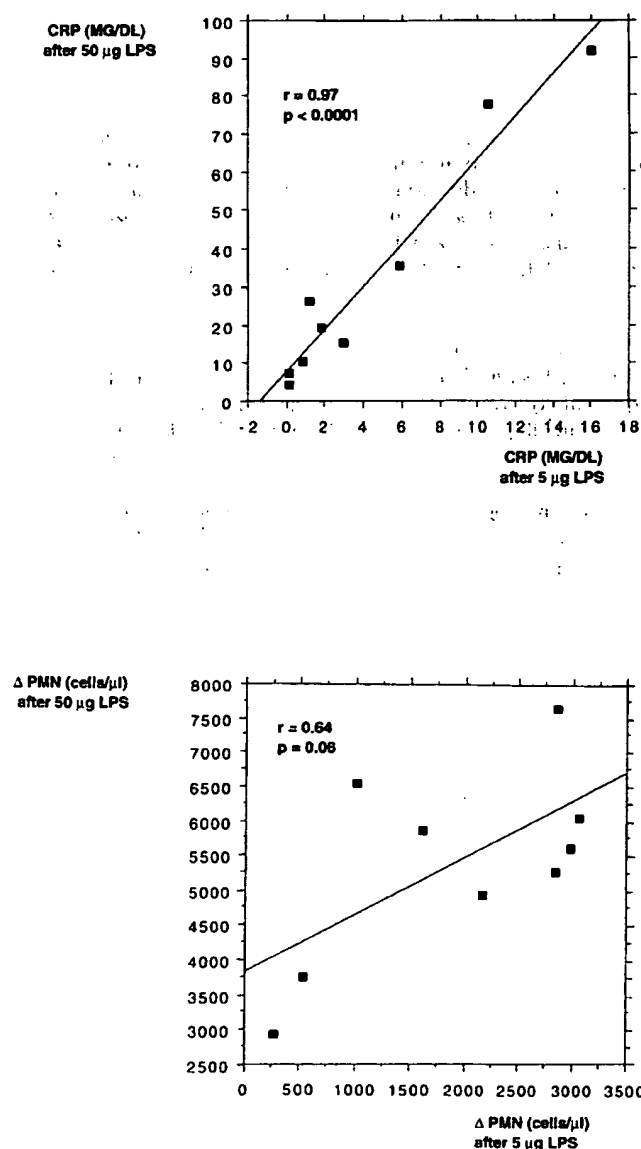 CRP (MG/DL)
after 50 µg LPS
100
90
80
70
60
50
40
30
20
10
0
r = 0.97
p < 0.0001
-2 0 2 4 6 8 10 12 14 16 18
CRP (MG/DL)
after 5 µg LPS
Δ PMN (cells/µl)
after 50 µg LPS
8000
7500
7000
6500
6000
5500
5000
4500
4000
3500
3000
2500
r = 0.64
p = 0.06
0 500 1000 1500 2000 2500 3000 3500
Δ PMN (cells/µl)
after 5 µg LPS